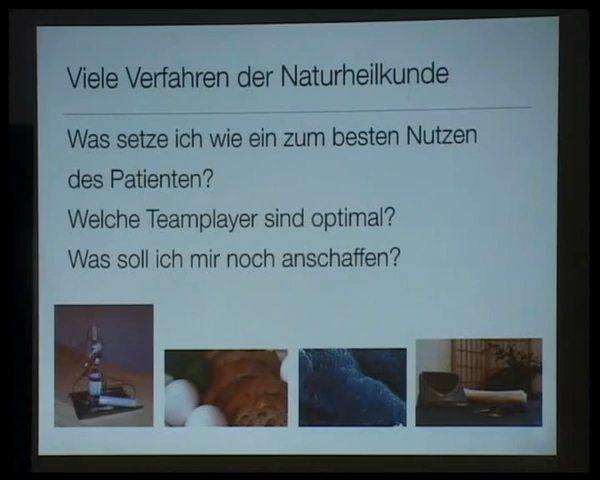 Viele Verfahren der Naturheilkunde
Was setze ich wie ein zum besten Nutzen
des Patienten?
Welche Teamplayer sind optimal?
Was soll ich mir noch anschaffen?